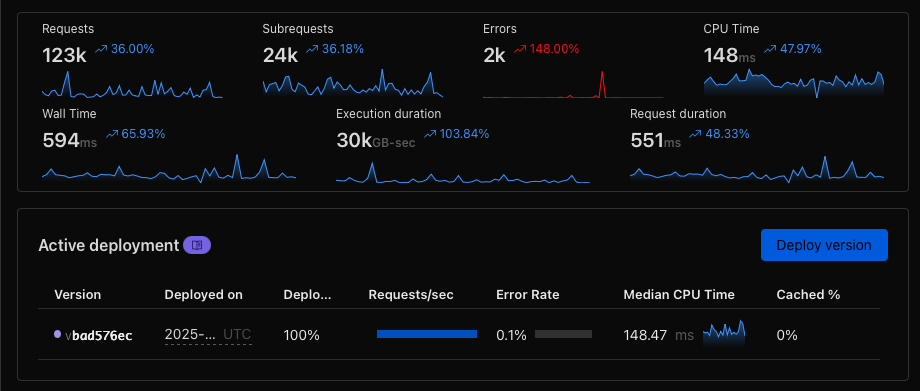 Requests Subrequests Errors CPU Time
123k 36.00% 24k 36.18% 2k 148.00% 148ms 47.97%
Wall Time Execution duration Request duration
594ms 65.93% 30kGB-sec 103.84% 551ms 48.33%
Active deployment Deploy version
Version Deployed on Deplo... Requests/sec Error Rate Median CPU Time Cached %
vbad576ec 2025-... UTC 100% 0.1% 148.47 ms 0%